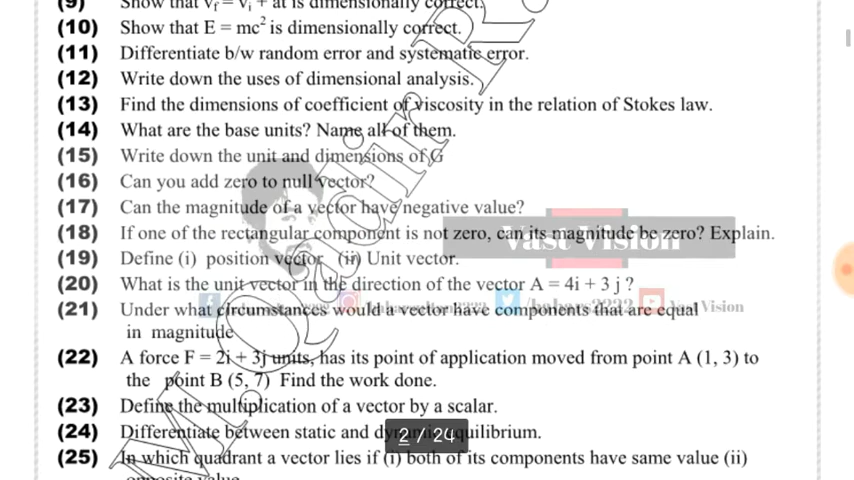 (9) Show that vf = vi + at is dimensionally correct.
(10) Show that E = mc² is dimensionally correct.
(11) Differentiate b/w random error and systematic error.
(12) Write down the uses of dimensional analysis.
(13) Find the dimensions of coefficient of viscosity in the relation of Stokes law.
(14) What are the base units? Name all of them.
(15) Write down the unit and dimensions of G
(16) Can you add zero to null vector?
(17) Can the magnitude of a vector have negative value?
(18) If one of the rectangular component is not zero, can its magnitude be zero? Explain.
Vast Vision
(19) Define (i) position vector (ii) Unit vector.
(20) What is the unit vector in the direction of the vector A = 4i + 3 j ?
(21) Under what circumstances would a vector have components that are equal
Vast Vision
in magnitude
(22) A force F = 2i + 3j units, has its point of application moved from point A (1, 3) to
the point B (5, 7) Find the work done.
(23) Define the multiplication of a vector by a scalar.
(24) Differentiate between static and dynamic equilibrium.
2 / 24
(25) In which quadrant a vector lies if (i) both of its components have same value (ii)
opposite value
M.Qadir R.